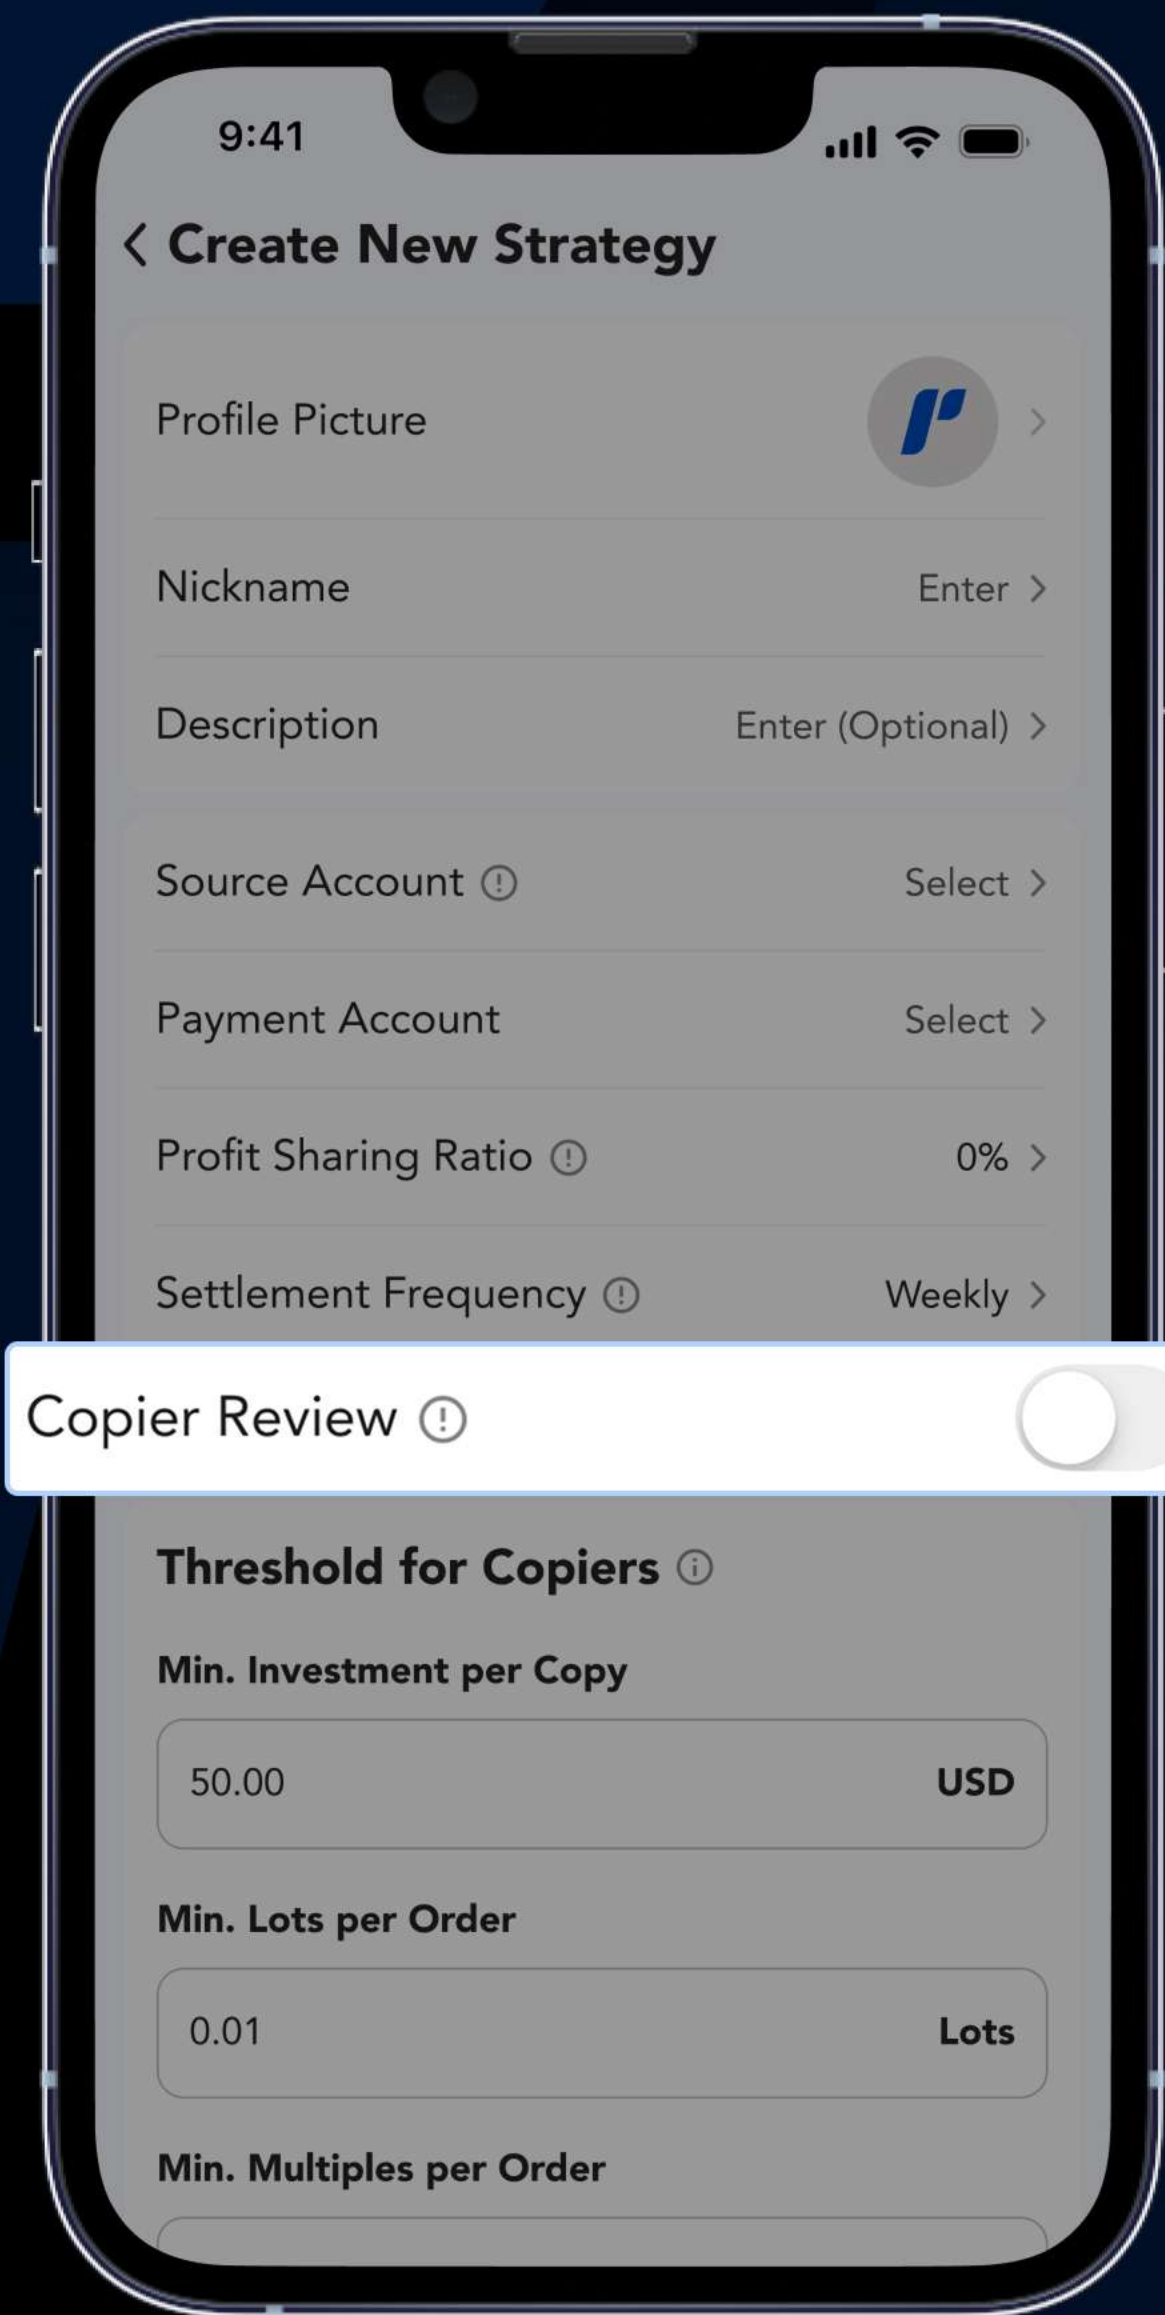 9:41
Create New Strategy
Profile Picture
Nickname Enter
Description Enter (Optional)
Source Account Select
Payment Account Select
Profit Sharing Ratio 0%
Settlement Frequency Weekly
Copier Review
Threshold for Copiers
Min. Investment per Copy
50.00 USD
Min. Lots per Order
0.01 Lots
Min. Multiples per Order